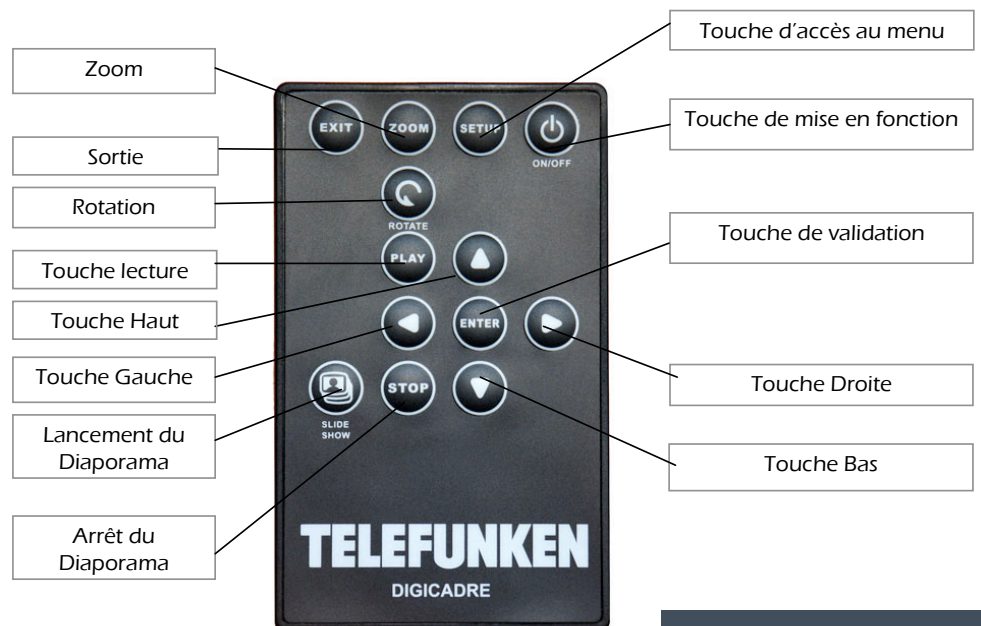 Touche d'accès au menu
Zoom
Touche de mise en fonction
Sortie
Rotation
Touche de validation
Touche lecture
Touche Haut
Touche Gauche
Touche Droite
Lancement du
Diaporama
Touche Bas
Arrêt du
Diaporama
EXIT
ZOOM
SETUP
ON/OFF
ROTATE
PLAY
ENTER
STOP
SLIDE
SHOW
TELEFUNKEN
DIGICADRE